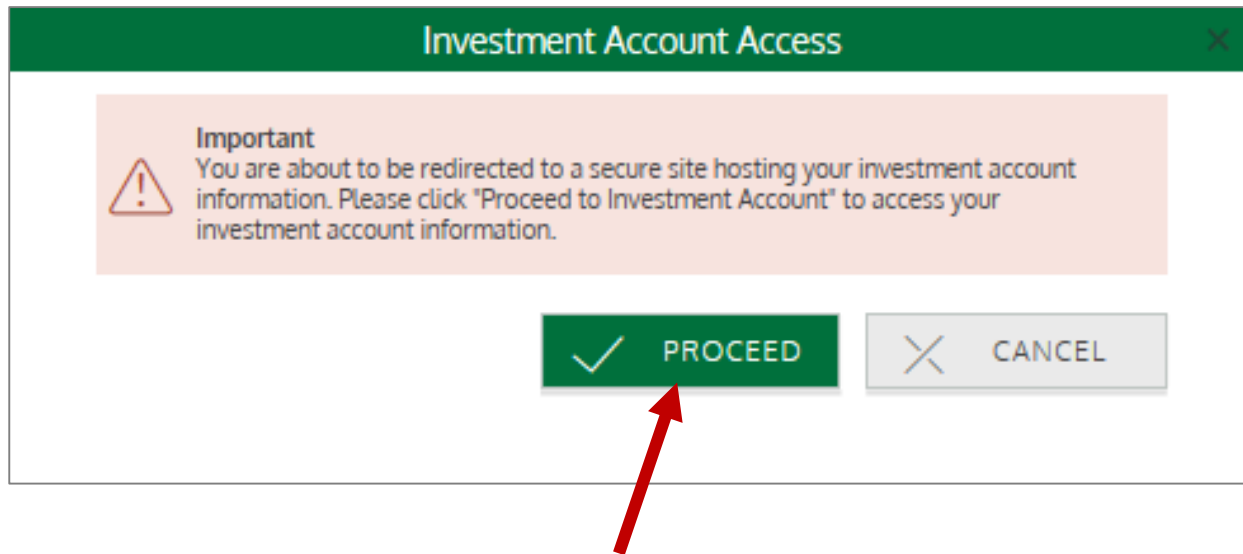 Investment Account Access
Important
You are about to be redirected to a secure site hosting your investment account
information. Please click "Proceed to Investment Account" to access your
investment account information.
PROCEED
CANCEL